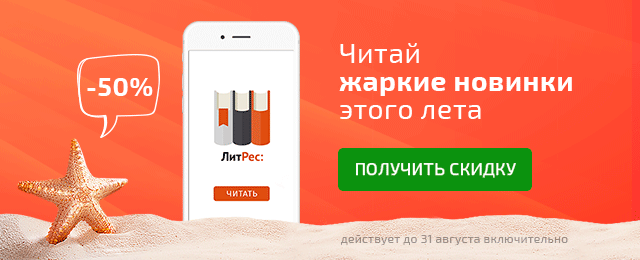 -50%
ЛитРес:
ЧИТАТЬ
Читай
жаркие новинки
этого лета
ПОЛУЧИТЬ СКИДКУ
действует до 31 августа включительно